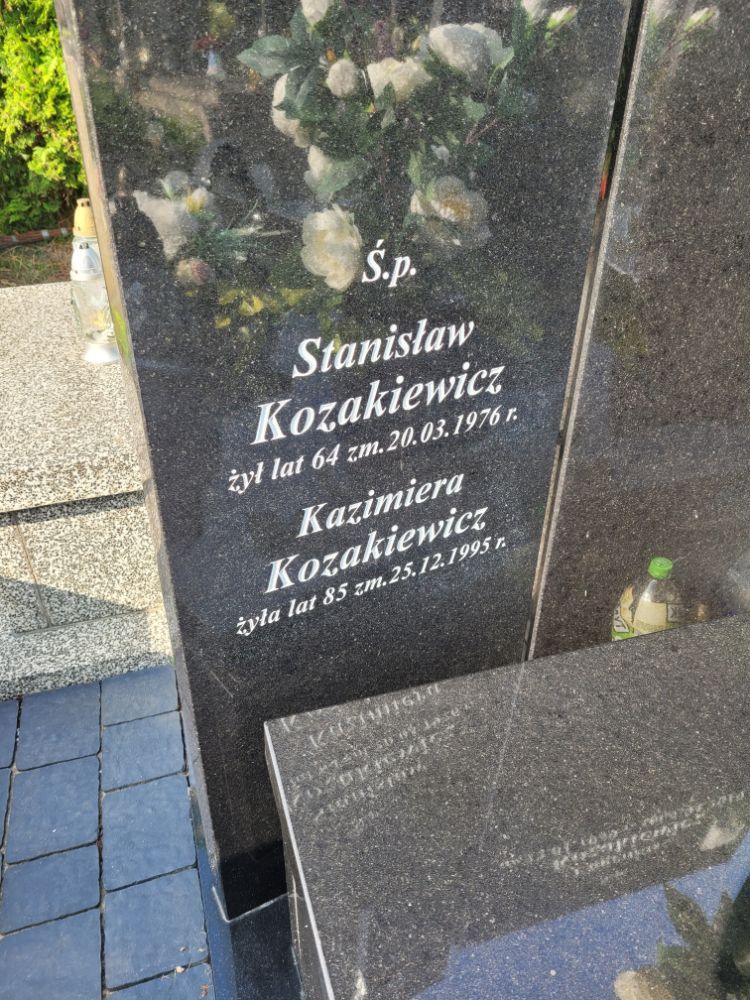 Ś.p.
Stanisław
Kozakiewicz
żył lat 64 zm.20.03.1976 r.
Kazimiera
Kozakiewicz
żyła lat 85 zm.25.12.1995 r.